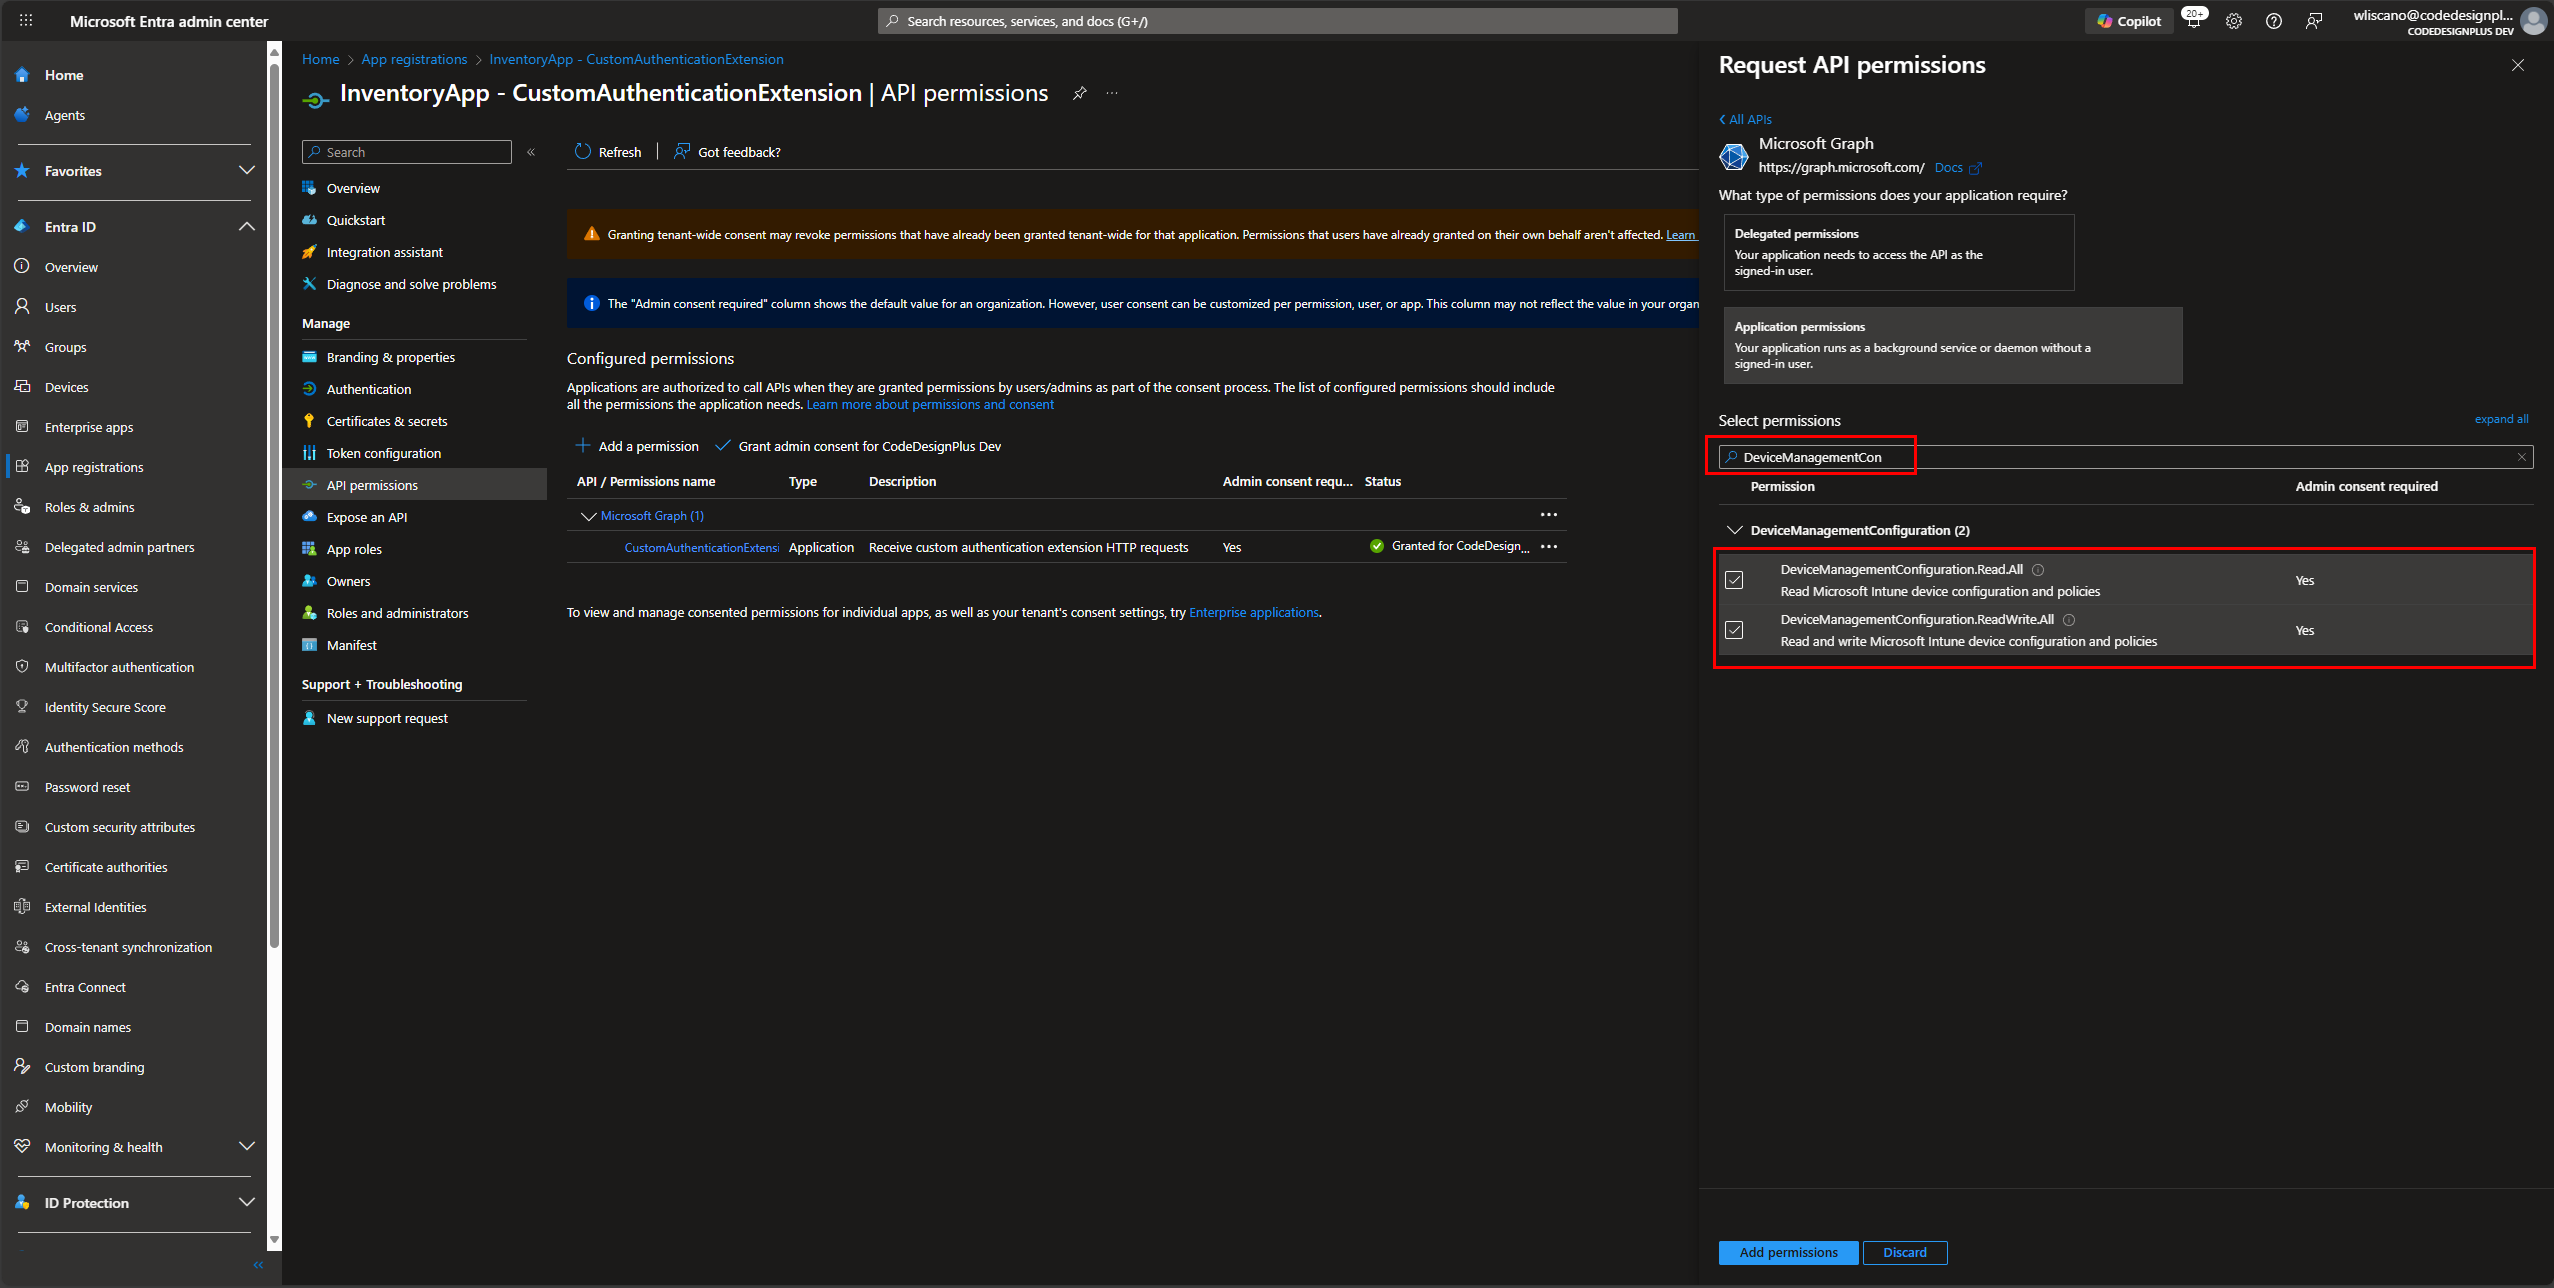 Microsoft Entra admin center
Search resources, services, and docs (G+/)
Copilot
20+
wliscano@codedesignpl...
CODEDESIGNPLUS DEV
Home
Agents
Favorites
Entra ID
Overview
Users
Groups
Devices
Enterprise apps
App registrations
Roles & admins
Delegated admin partners
Domain services
Conditional Access
Multifactor authentication
Identity Secure Score
Authentication methods
Password reset
Custom security attributes
Certificate authorities
External Identities
Cross-tenant synchronization
Entra Connect
Domain names
Custom branding
Mobility
Monitoring & health
ID Protection
Home > App registrations > InventoryApp - CustomAuthenticationExtension
InventoryApp - CustomAuthenticationExtension | API permissions
Search
Overview
Quickstart
Integration assistant
Diagnose and solve problems
Manage
Branding & properties
Authentication
Certificates & secrets
Token configuration
API permissions
Expose an API
App roles
Owners
Roles and administrators
Manifest
Support + Troubleshooting
New support request
Refresh | Got feedback?
Granting tenant-wide consent may revoke permissions that have already been granted tenant-wide for that application. Permissions that users have already granted on their own behalf aren't affected. Learn
The "Admin consent required" column shows the default value for an organization. However, user consent can be customized per permission, user, or app. This column may not reflect the value in your organ
Configured permissions
Applications are authorized to call APIs when they are granted permissions by users/admins as part of the consent process. The list of configured permissions should include
all the permissions the application needs. Learn more about permissions and consent
Add a permission Grant admin consent for CodeDesignPlus Dev
API / Permissions name Type Description Admin consent requ... Status
Microsoft Graph (1)
CustomAuthenticationExtensi Application Receive custom authentication extension HTTP requests Yes Granted for CodeDesign...
To view and manage consented permissions for individual apps, as well as your tenant's consent settings, try Enterprise applications.
Request API permissions
All APIs
Microsoft Graph
https://graph.microsoft.com/ Docs
What type of permissions does your application require?
Delegated permissions
Your application needs to access the API as the
signed-in user.
Application permissions
Your application runs as a background service or daemon without a
signed-in user.
Select permissions expand all
DeviceManagementCon
Permission Admin consent required
DeviceManagementConfiguration (2)
DeviceManagementConfiguration.Read.All
Read Microsoft Intune device configuration and policies
Yes
DeviceManagementConfiguration.ReadWrite.All
Read and write Microsoft Intune device configuration and policies
Yes
Add permissions Discard